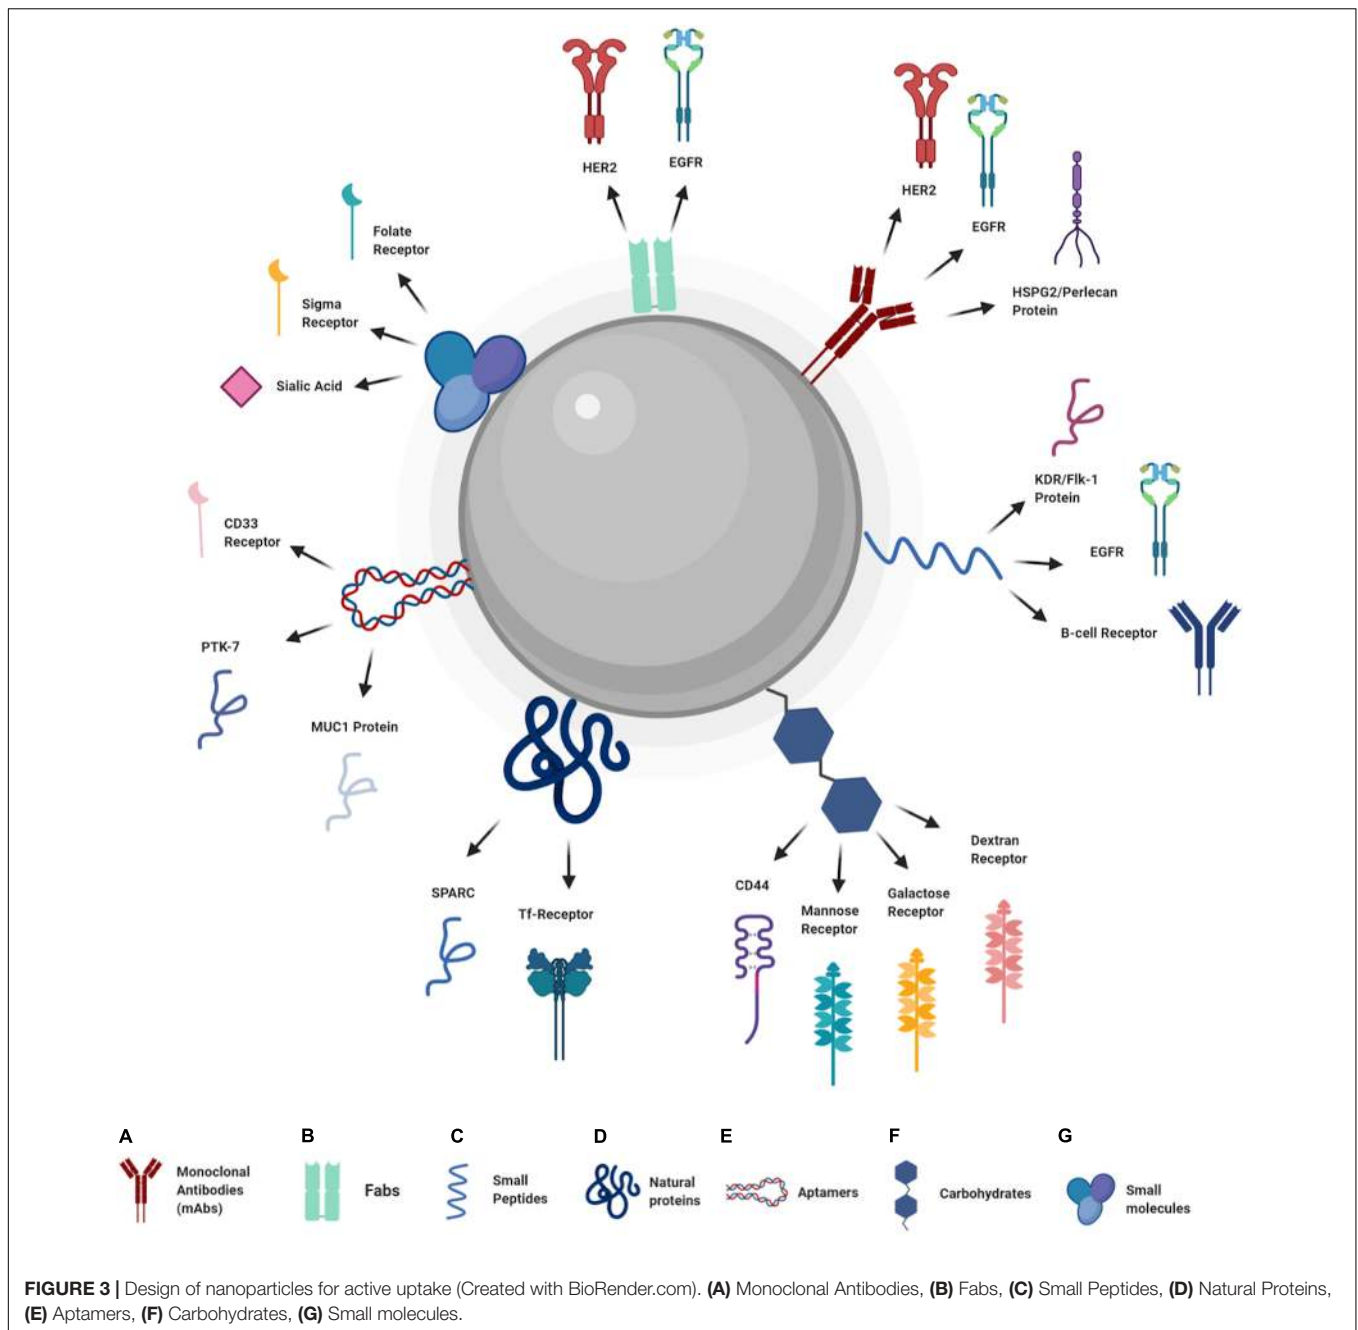 HER2
EGFR
HER2
EGFR
HSPG2/Perlecan
Protein
Folate
Receptor
Sigma
Receptor
Sialic Acid
KDR/Flk-1
Protein
EGFR
B-cell Receptor
CD33
Receptor
PTK-7
MUC1 Protein
SPARC
Tf-Receptor
CD44
Mannose
Receptor
Galactose
Receptor
Dextran
Receptor
A
Monoclonal
Antibodies
(mAbs)
B
Fabs
C
Small
Peptides
D
Natural
proteins
E
Aptamers
F
Carbohydrates
G
Small
molecules
FIGURE 3 | Design of nanoparticles for active uptake (Created with BioRender.com). (A) Monoclonal Antibodies, (B) Fabs, (C) Small Peptides, (D) Natural Proteins,
(E) Aptamers, (F) Carbohydrates, (G) Small molecules.